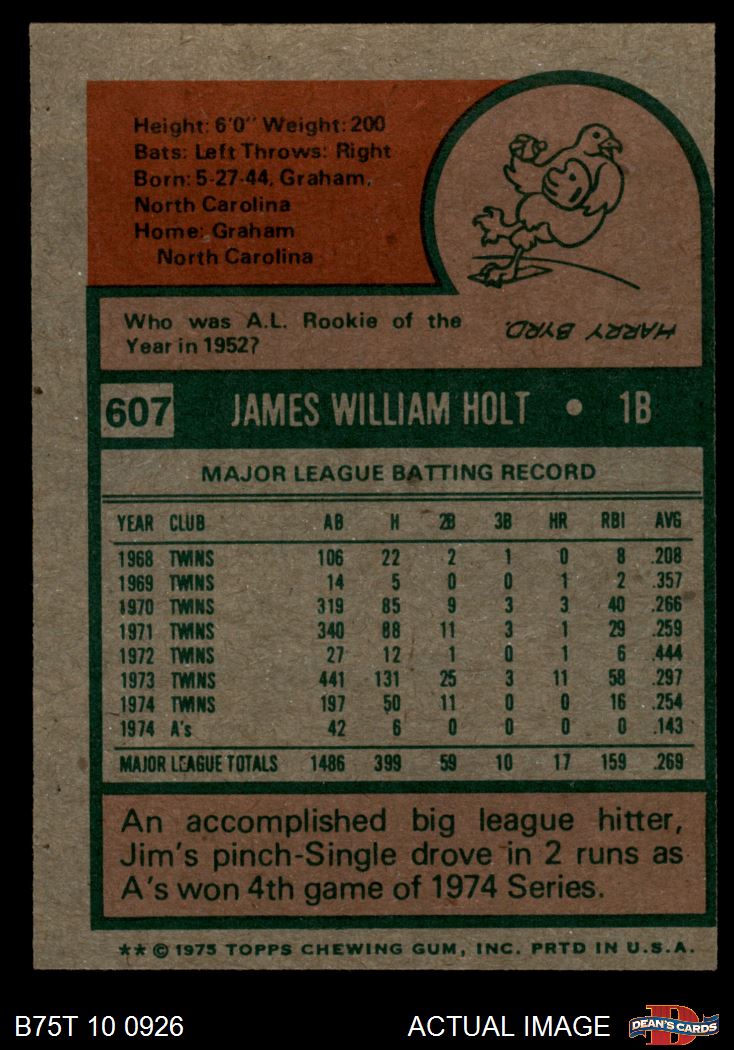 Height: 6'0" Weight: 200
Bats: Left Throws: Right
Born: 5-27-44, Graham,
North Carolina
Home: Graham
North Carolina
Who was A.L. Rookie of the
Year in 1952?
HARRY BYRD.
607 JAMES WILLIAM HOLT • 1B
MAJOR LEAGUE BATTING RECORD
YEAR CLUB AB H 2B 3B HR RBI AVG
1968 TWINS 106 22 2 1 0 8 .208
1969 TWINS 14 5 0 0 1 2 .357
1970 TWINS 319 85 9 3 3 40 .266
1971 TWINS 340 88 11 3 1 29 .259
1972 TWINS 27 12 1 0 1 6 .444
1973 TWINS 441 131 25 3 11 58 .297
1974 TWINS 197 50 11 0 0 16 .254
1974 A's 42 6 0 0 0 0 .143
MAJOR LEAGUE TOTALS 1486 399 59 10 17 159 .269
An accomplished big league hitter,
Jim's pinch-Single drove in 2 runs as
A's won 4th game of 1974 Series.
** © 1975 TOPPS CHEWING GUM, INC. PRTD IN U.S.A.
B75T 10 0926 ACTUAL IMAGE DEAN'S CARDS